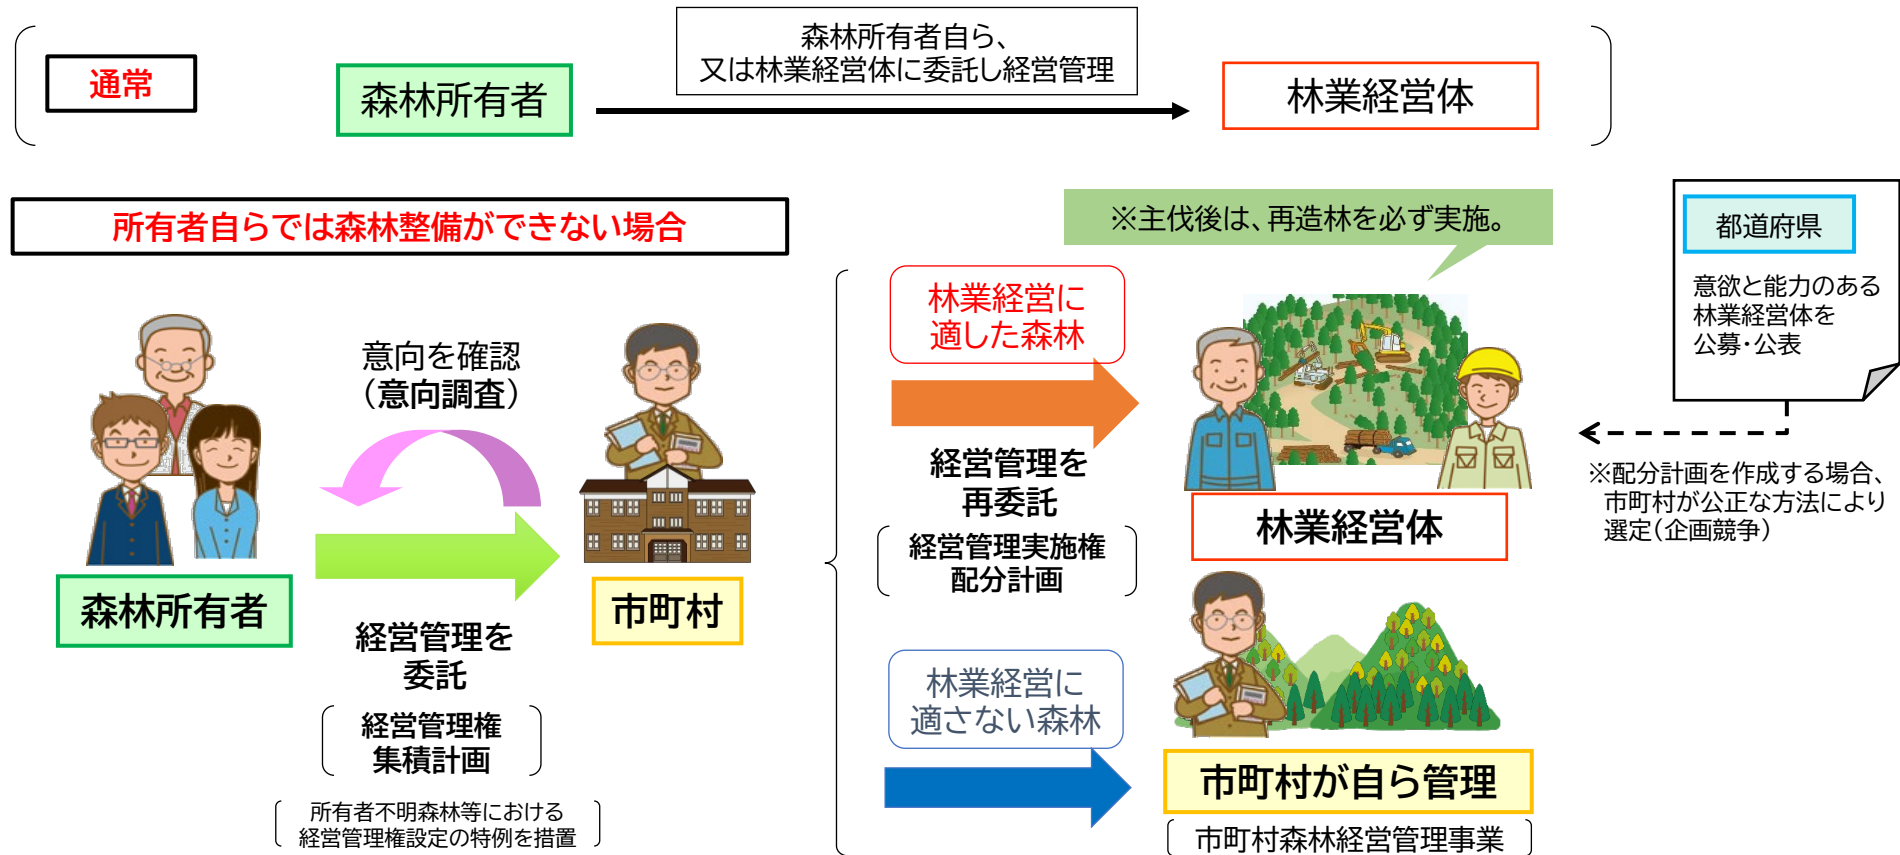 通常
森林所有者
森林所有者自ら、
又は林業経営体に委託し経営管理
林業経営体
所有者自らでは森林整備ができない場合
※主伐後は、再造林を必ず実施。
都道府県
意欲と能力のある
林業経営体を
公募・公表
意向を確認
（意向調査）
林業経営に
適した森林
経営管理を
再委託
経営管理実施権
配分計画
林業経営体
※配分計画を作成する場合、
市町村が公正な方法により
選定（企画競争）
森林所有者
市町村
経営管理を
委託
経営管理権
集積計画
所有者不明森林等における
経営管理権設定の特例を措置
林業経営に
適さない森林
市町村が自ら管理
市町村森林経営管理事業